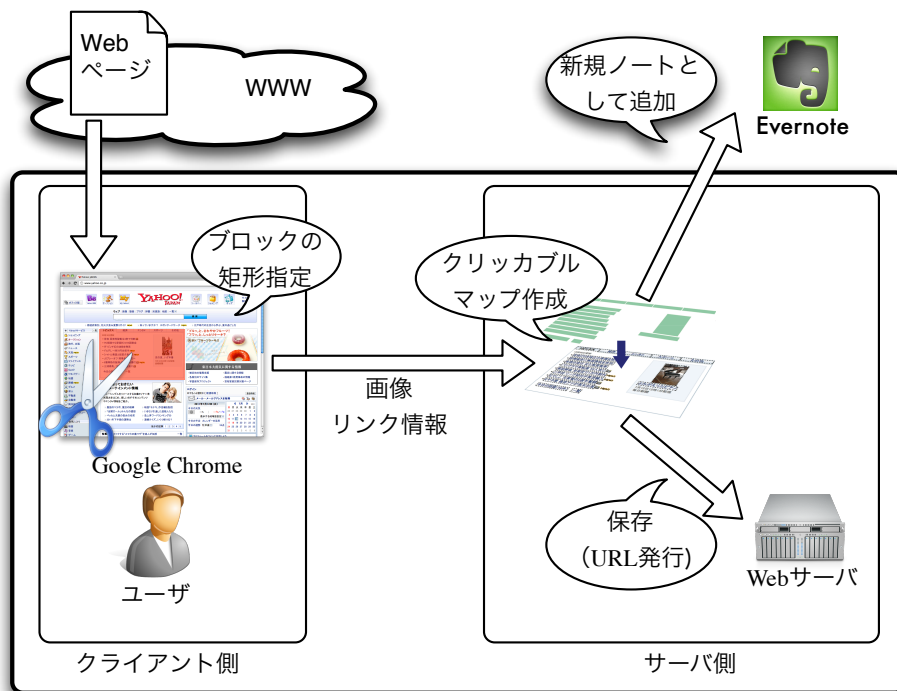 Web
ページ
WWW
新規ノートと
して追加
Evernote
ブロックの
矩形指定
クリッカブル
マップ作成
YAHOO!
JAPAN
画像
リンク情報
Google Chrome
ユーザ
保存
（URL発行)
Webサーバ
クライアント側
サーバ側